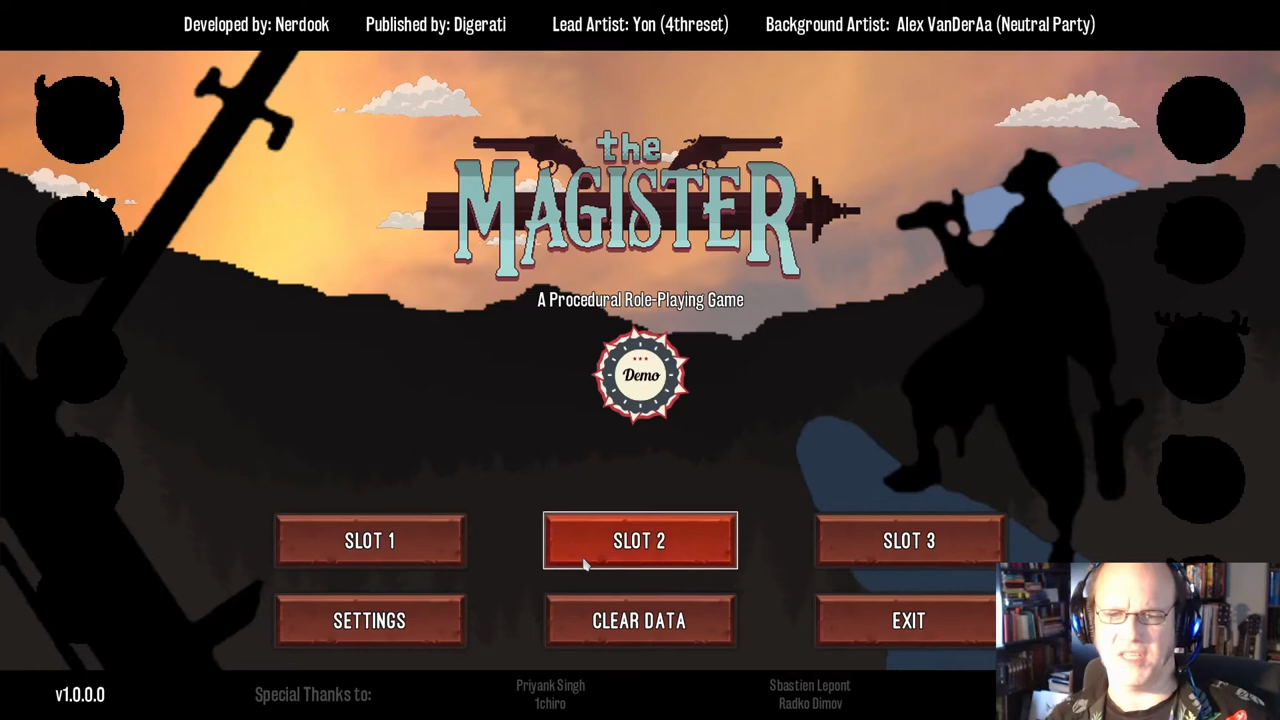 Developed by: Nerdook Published by: Digerati Lead Artist: Yon (4threset) Background Artist: Alex VanDerAa (Neutral Party)
the
MAGISTER
A Procedural Role-Playing Game
Demo
SLOT 1 SLOT 2 SLOT 3
SETTINGS CLEAR DATA EXIT
v1.0.0.0 Special Thanks to: Priyank Singh Sbastien Lepont
1chiro Radko Dimov